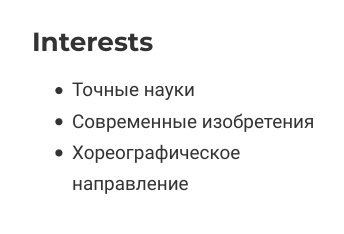 Interests
Точные науки
Современные изобретения
Хореографическое
направление